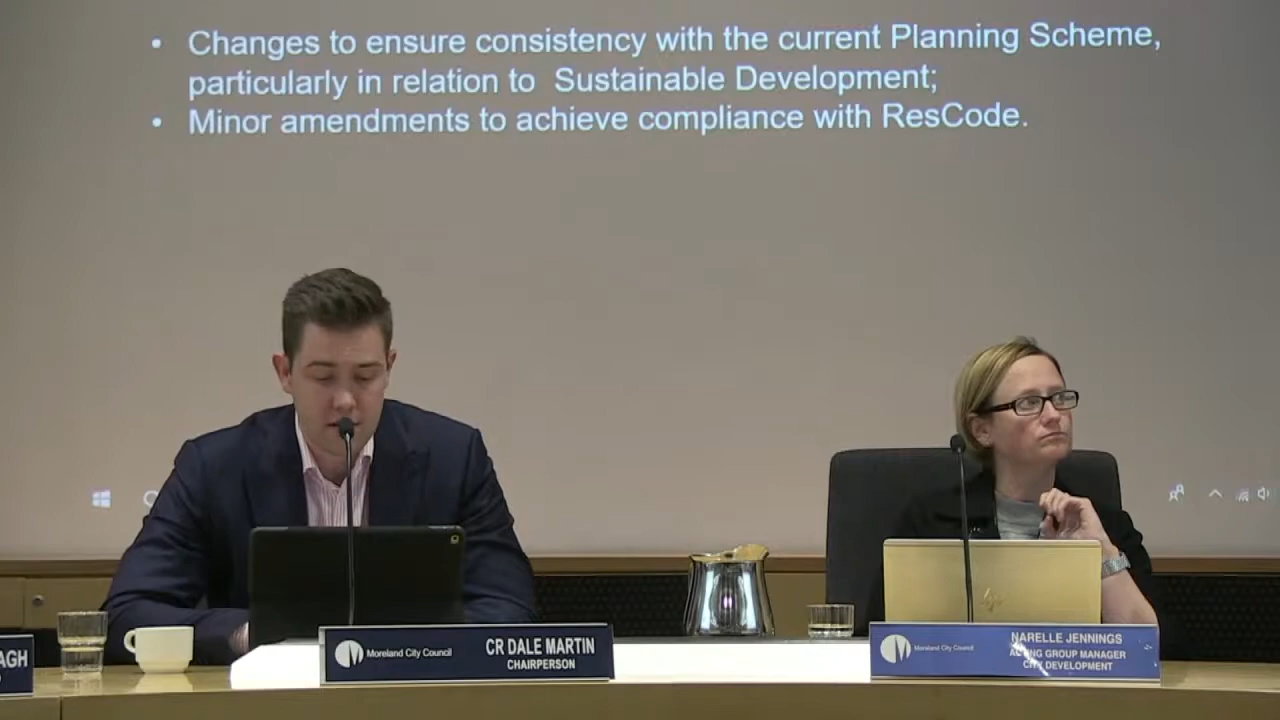 • Changes to ensure consistency with the current Planning Scheme,
particularly in relation to Sustainable Development;
• Minor amendments to achieve compliance with ResCode.
AGH
Moreland City Council
CR DALE MARTIN
CHAIRPERSON
Moreland City Council
NARELLE JENNINGS
ACTING GROUP MANAGER
CITY DEVELOPMENT